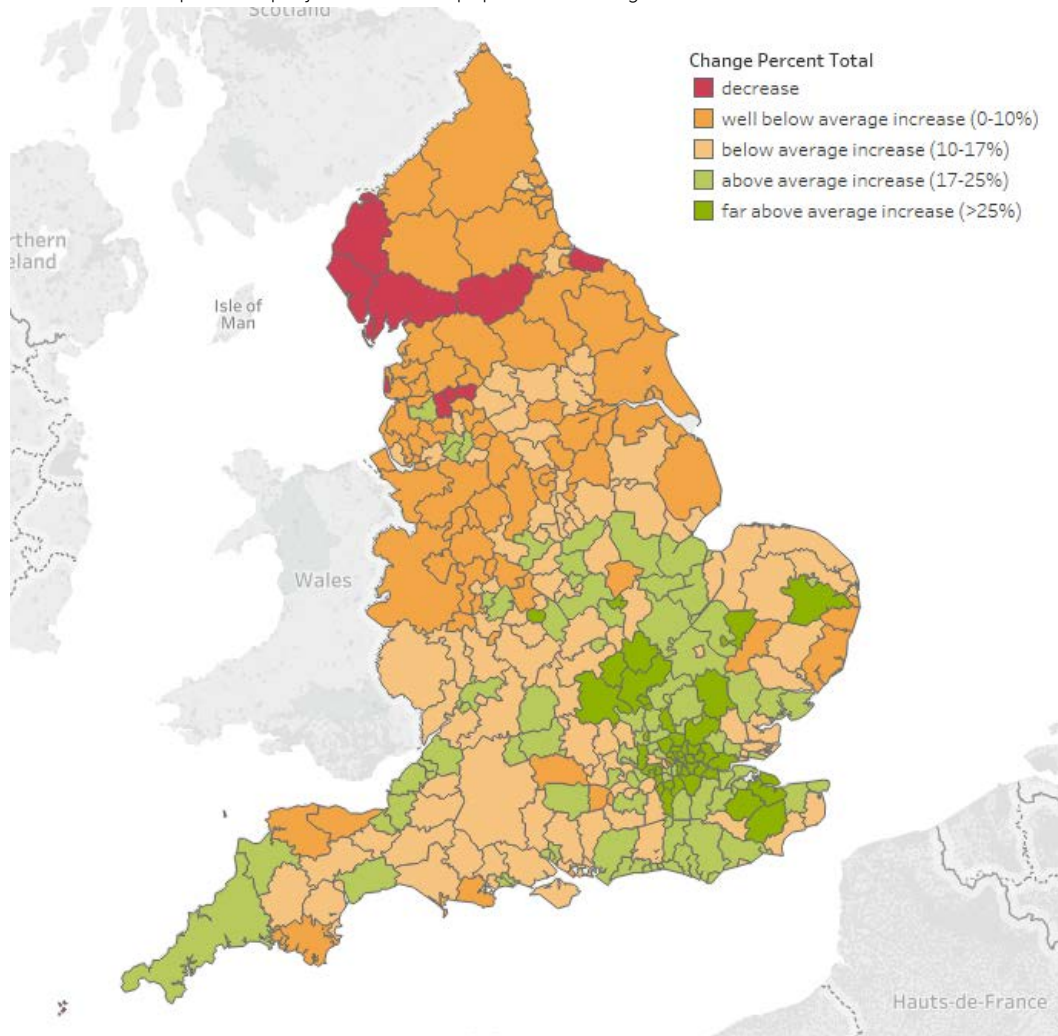 Scotland
Change Percent Total
decrease
well below average increase (0-10%)
below average increase (10-17%)
above average increase (17-25%)
far above average increase (>25%)
Isle of
Man
Wales
Hauts-de-France